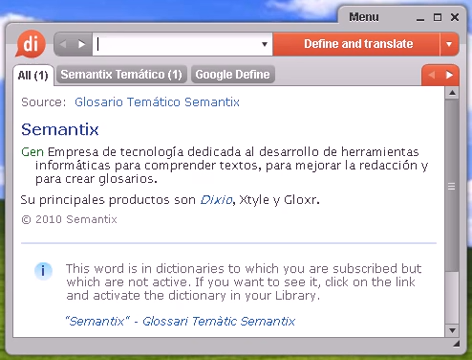 Menu
di
Define and translate
All (1) Semantix Temático (1) Google Define
Source: Glosario Temático Semantix
Semantix
Gen Empresa de tecnología dedicada al desarrollo de herramientas
informáticas para comprender textos, para mejorar la redacción y
para crear glosarios.
Su principales productos son Dixio, Xtyle y Gloxr.
© 2010 Semantix
i
This word is in dictionaries to which you are subscribed but
which are not active. If you want to see it, click on the link
and activate the dictionary in your Library.
"Semantix" - Glossari Temàtic Semantix